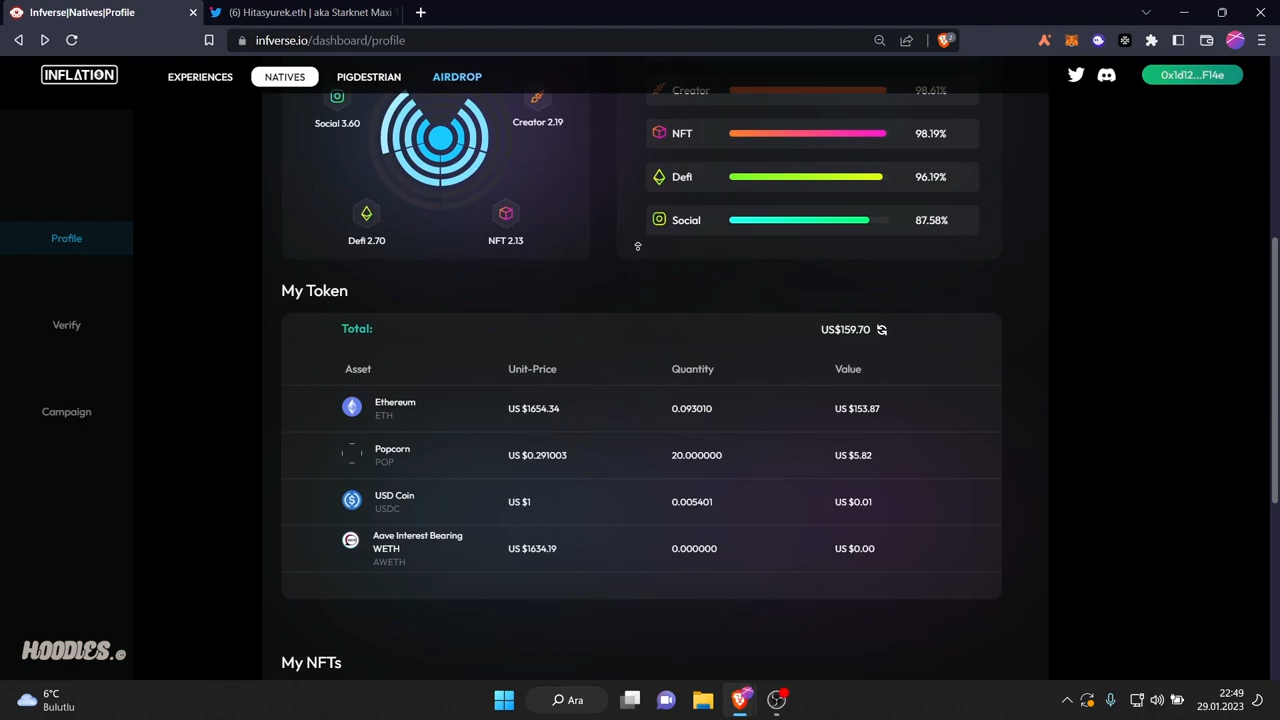 Infverse|Natives|Profile
(6) Hitasyurek.eth | aka Starknet Maxi
infverse.io/dashboard/profile
2
INFLATION
EXPERIENCES
NATIVES
PIGDESTRIAN
AIRDROP
0x1d12...F14e
Social 3.60
Creator 2.19
Defi 2.70
NFT 2.13
Creator
98.61%
NFT
98.19%
Defi
96.19%
Social
87.58%
Profile
Verify
Campaign
My Token
Total:
US$159.70
Asset
Unit-Price
Quantity
Value
Ethereum
ETH
US $1654.34
0.093010
US $153.87
Popcorn
POP
US $0.291003
20.000000
US $5.82
USD Coin
USDC
US $1
0.005401
US $0.01
Aave Interest Bearing
WETH
AWETH
US $1634.19
0.000000
US $0.00
My NFTs
HOODIES.©
6°C
Bulutlu
Ara
22:49
29.01.2023